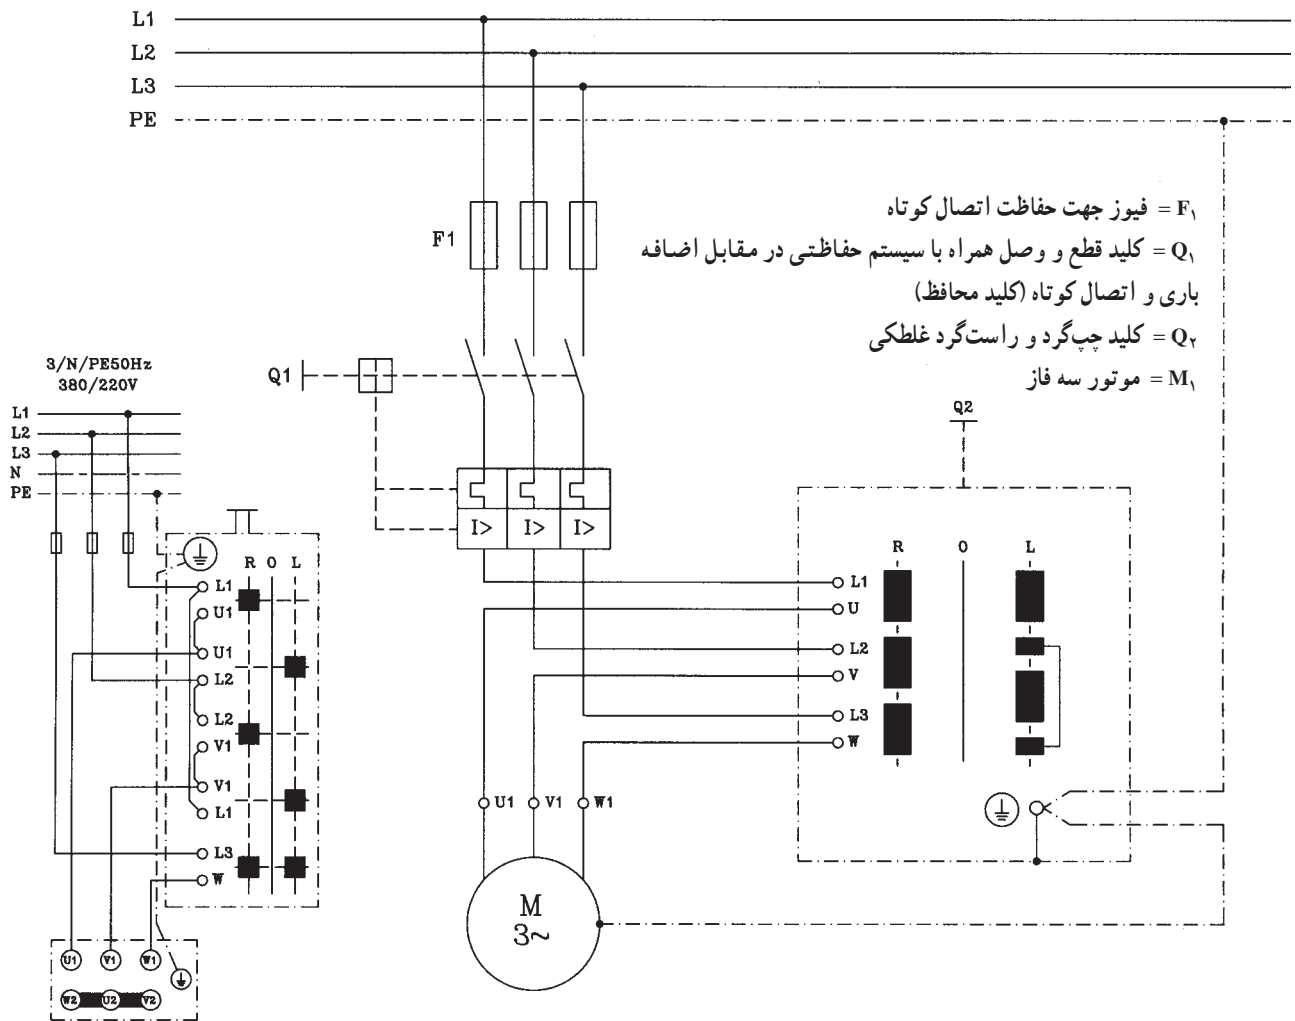 L1
L2
L3
PE
F₁ = فیوز جهت حفاظت اتصال کوتاه
Q₁ = کلید قطع و وصل همراه با سیستم حفاظتی در مقابل اضافه
باری و اتصال کوتاه (کلید محافظ)
Q₂ = کلید چپ‌گرد و راست‌گرد غلطکی
M₁ = موتور سه فاز
F1
Q1
I> I> I>
Q2
R 0 L
L1
U
L2
V
L3
W
U1 V1 W1
M
3~
3/N/PE50Hz
380/220V
L1
L2
L3
N
PE
R 0 L
L1
U1
U1
L2
L2
V1
V1
L1
L3
W
U1 V1 W1
W2 U2 V2